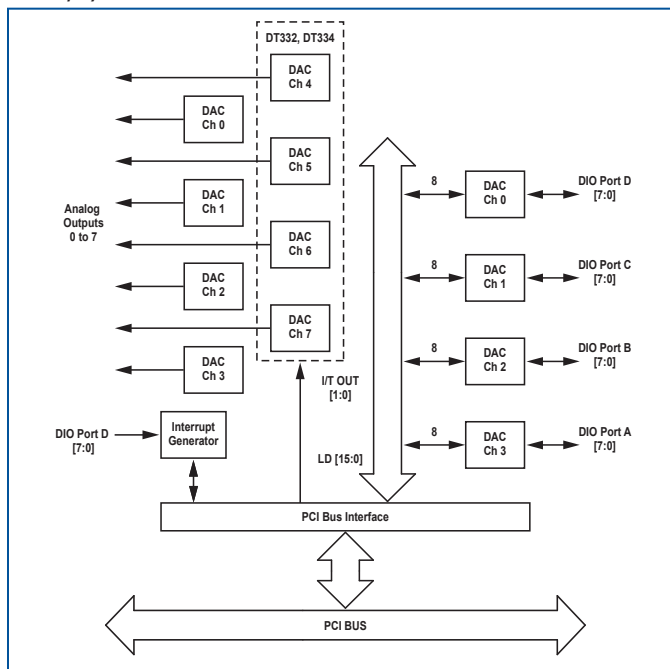 DT332, DT334
DAC
Ch 4
DAC
Ch 0
DAC
Ch 5
DAC
Ch 1
DAC
Ch 6
DAC
Ch 2
DAC
Ch 7
DAC
Ch 3
Analog
Outputs
0 to 7
8
DAC
Ch 0
DIO Port D
[7:0]
8
DAC
Ch 1
DIO Port C
[7:0]
8
DAC
Ch 2
DIO Port B
[7:0]
8
DAC
Ch 3
DIO Port A
[7:0]
I/T OUT
[1:0]
LD [15:0]
DIO Port D
[7:0]
Interrupt
Generator
PCI Bus Interface
PCI BUS